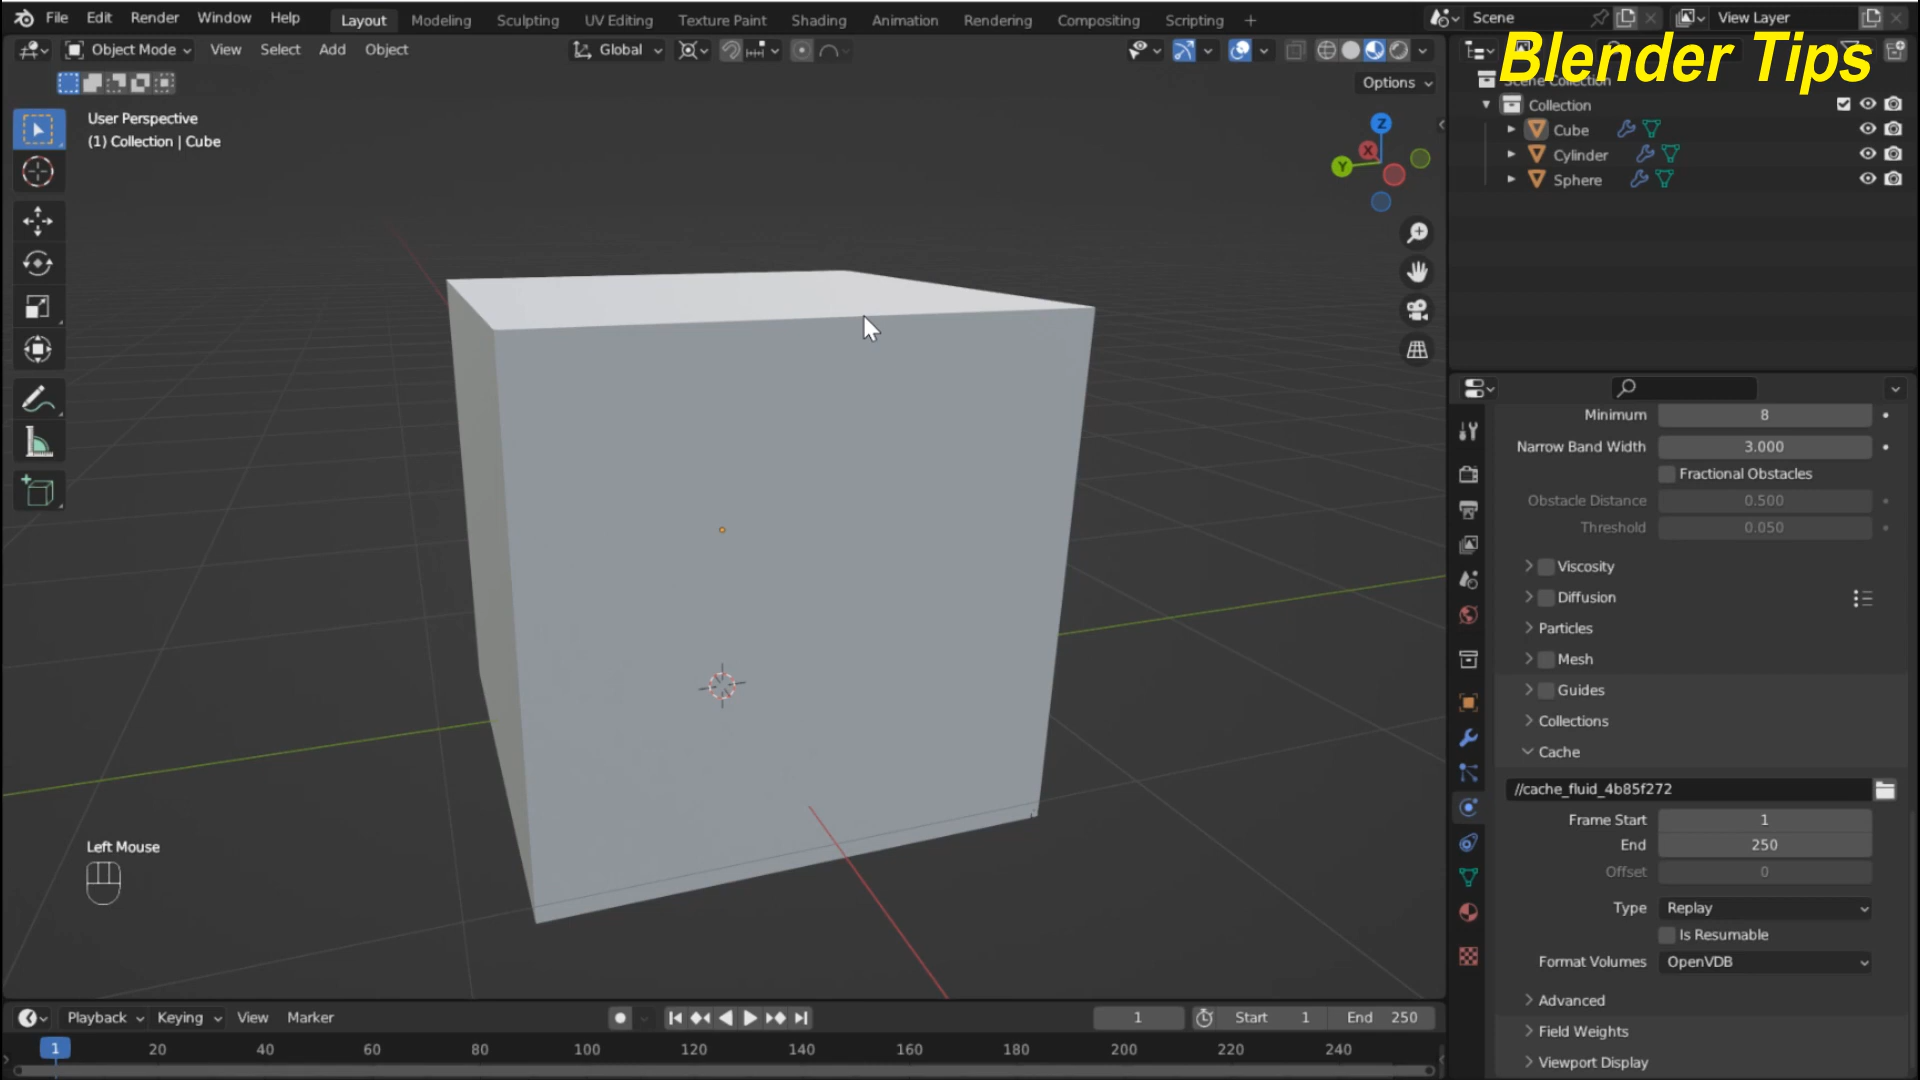 File Edit Render Window Help Layout Modeling Sculpting UV Editing Texture Paint Shading Animation Rendering Compositing Scripting + Scene View Layer
Object Mode View Select Add Object Global
Blender Tips
Options
Scene Collection
User Perspective
(1) Collection | Cube
Collection
Cube
Cylinder
Sphere
Z
X
Y
Minimum 8
Narrow Band Width 3.000
Fractional Obstacles
Obstacle Distance 0.500
Threshold 0.050
Viscosity
Diffusion
Particles
Mesh
Guides
Collections
Cache
//cache_fluid_4b85f272
Frame Start 1
End 250
Offset 0
Type Replay
Is Resumable
Format Volumes OpenVDB
Advanced
Field Weights
Viewport Display
Left Mouse
Playback Keying View Marker 1 Start 1 End 250
1 20 40 60 80 100 120 140 160 180 200 220 240